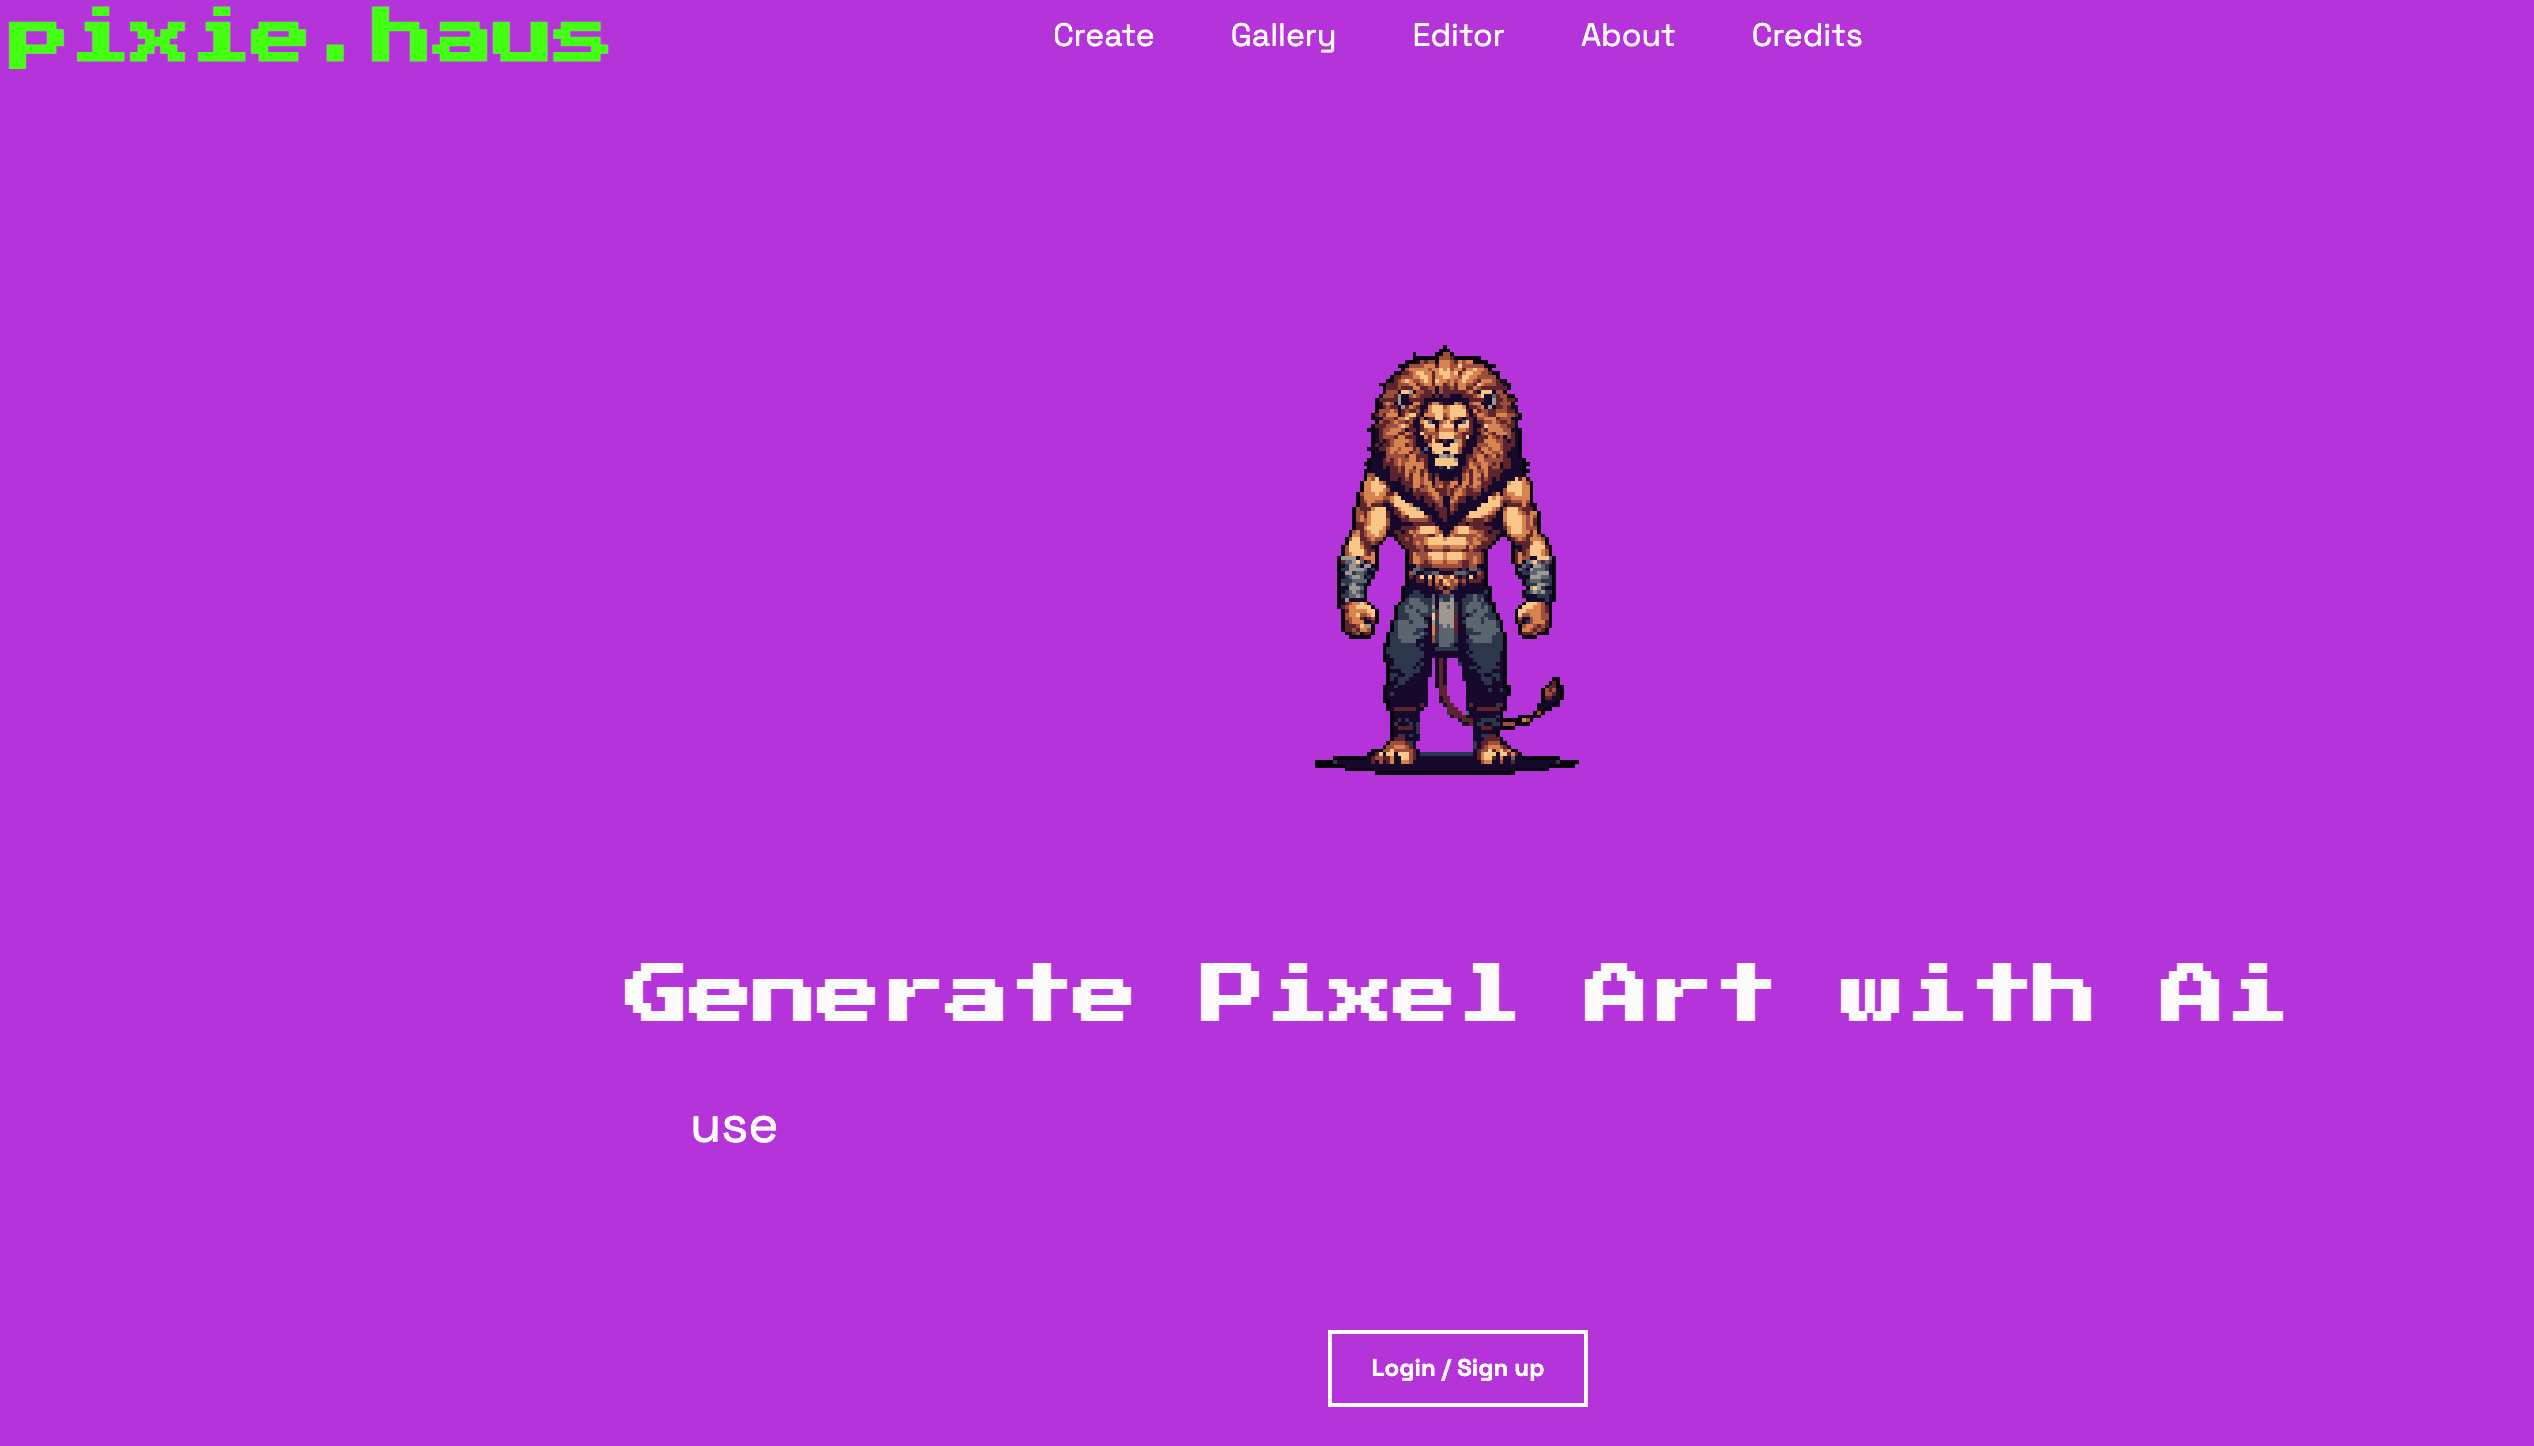 pixie.haus
Create Gallery Editor About Credits
Generate Pixel Art with Ai
use
Login / Sign up